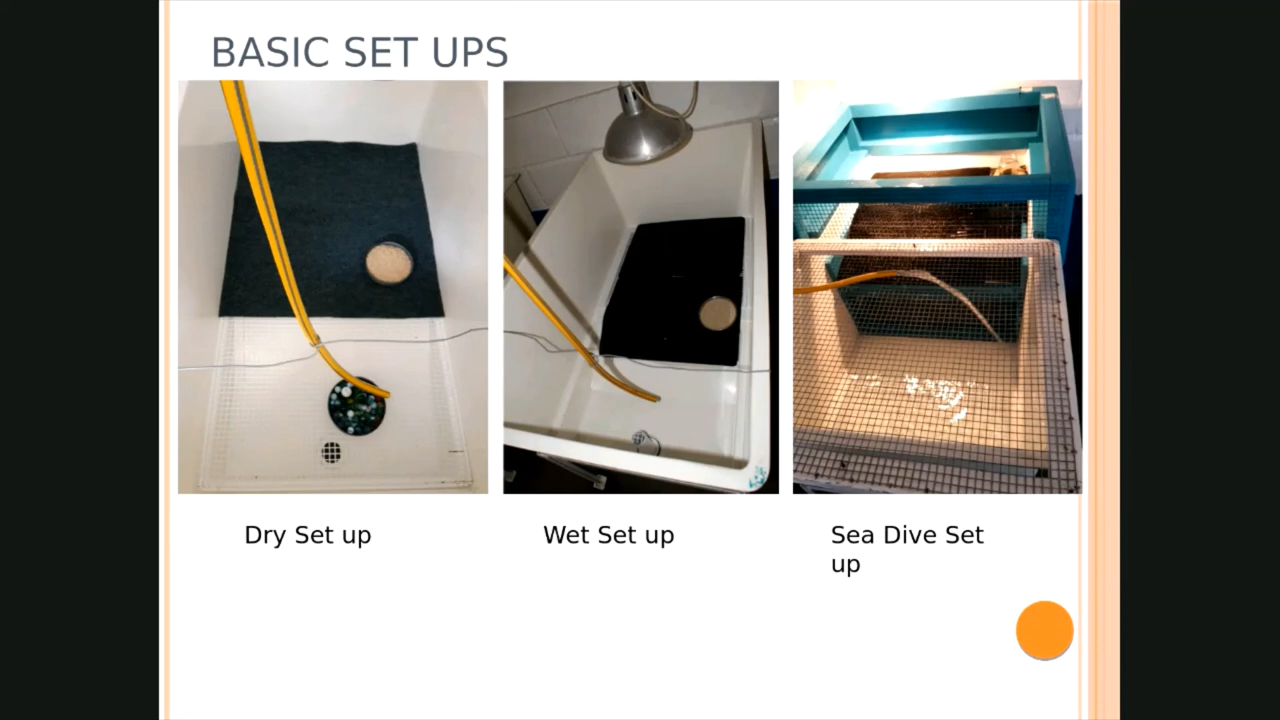 BASIC SET UPS
Dry Set up
Wet Set up
Sea Dive Set
up